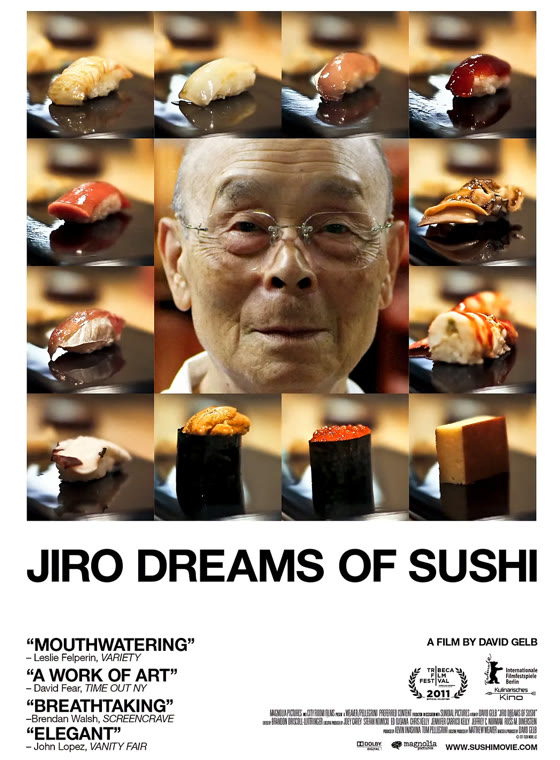 JIRO DREAMS OF SUSHI
“MOUTHWATERING”
– Leslie Felperin, VARIETY
“A WORK OF ART”
– David Fear, TIME OUT NY
“BREATHTAKING”
–Brendan Walsh, SCREENCRAVE
“ELEGANT”
– John Lopez, VANITY FAIR
A FILM BY DAVID GELB
TRIBECA
FILM
FESTIVAL
2011
Internationale
Filmfestspiele
Berlin
Kulinarisches
Kino
DOLBY
DIGITAL
magnolia
pictures
WWW.SUSHIMOVIE.COM